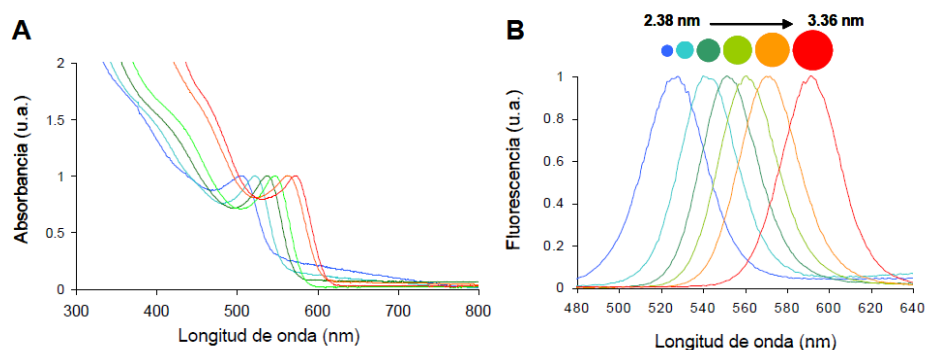 A
Absorbancia (u.a.)
2
1.5
1
0.5
0
300 400 500 600 700 800
Longitud de onda (nm)
B
2.38 nm 3.36 nm
Fluorescencia (u.a.)
1
0.8
0.6
0.4
0.2
0
480 500 520 540 560 580 600 620 640
Longitud de onda (nm)